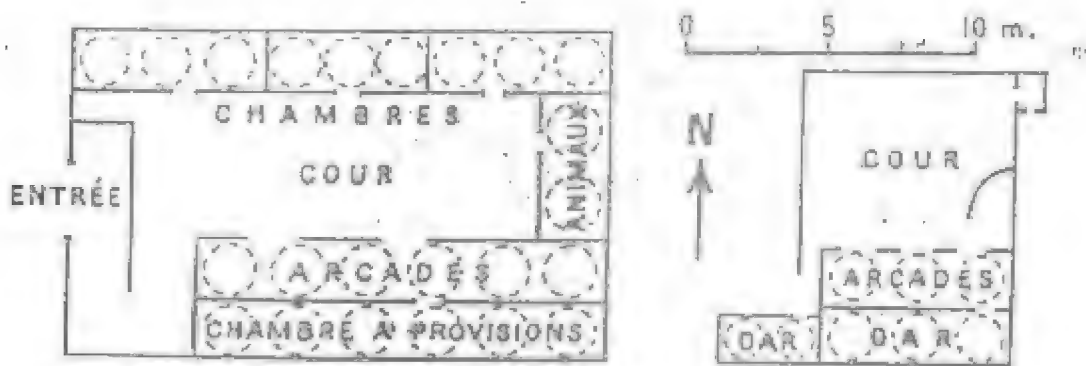 0 5 10 m.
CHAMBRES
ANIMAUX
COUR
ENTRÉE
ARCADES
CHAMBRE A PROVISIONS
N
COUR
ARCADES
DAR
DAR